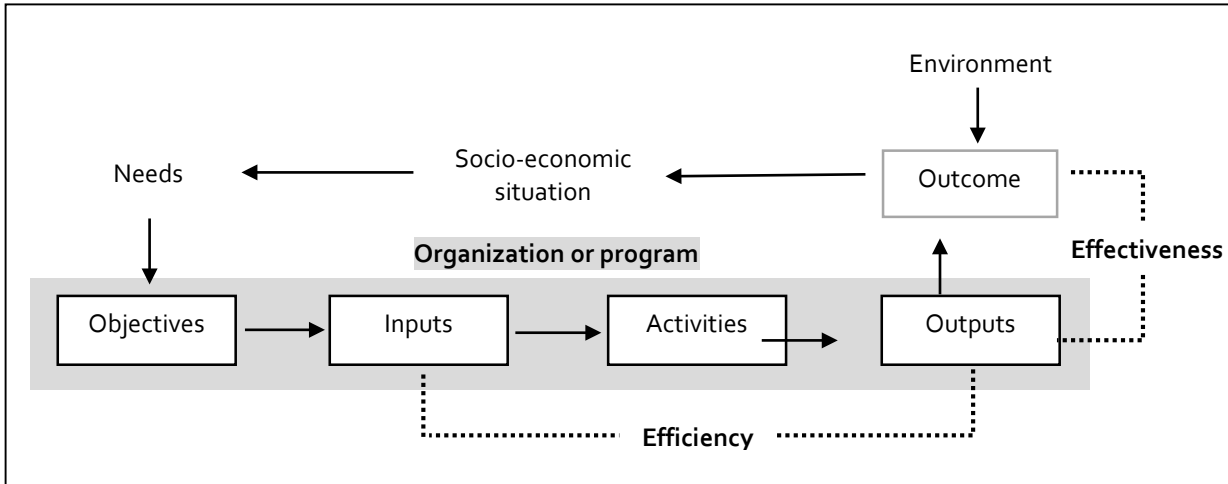 Environment
Needs
Socio-economic
situation
Outcome
Effectiveness
Organization or program
Objectives
Inputs
Activities
Outputs
Efficiency